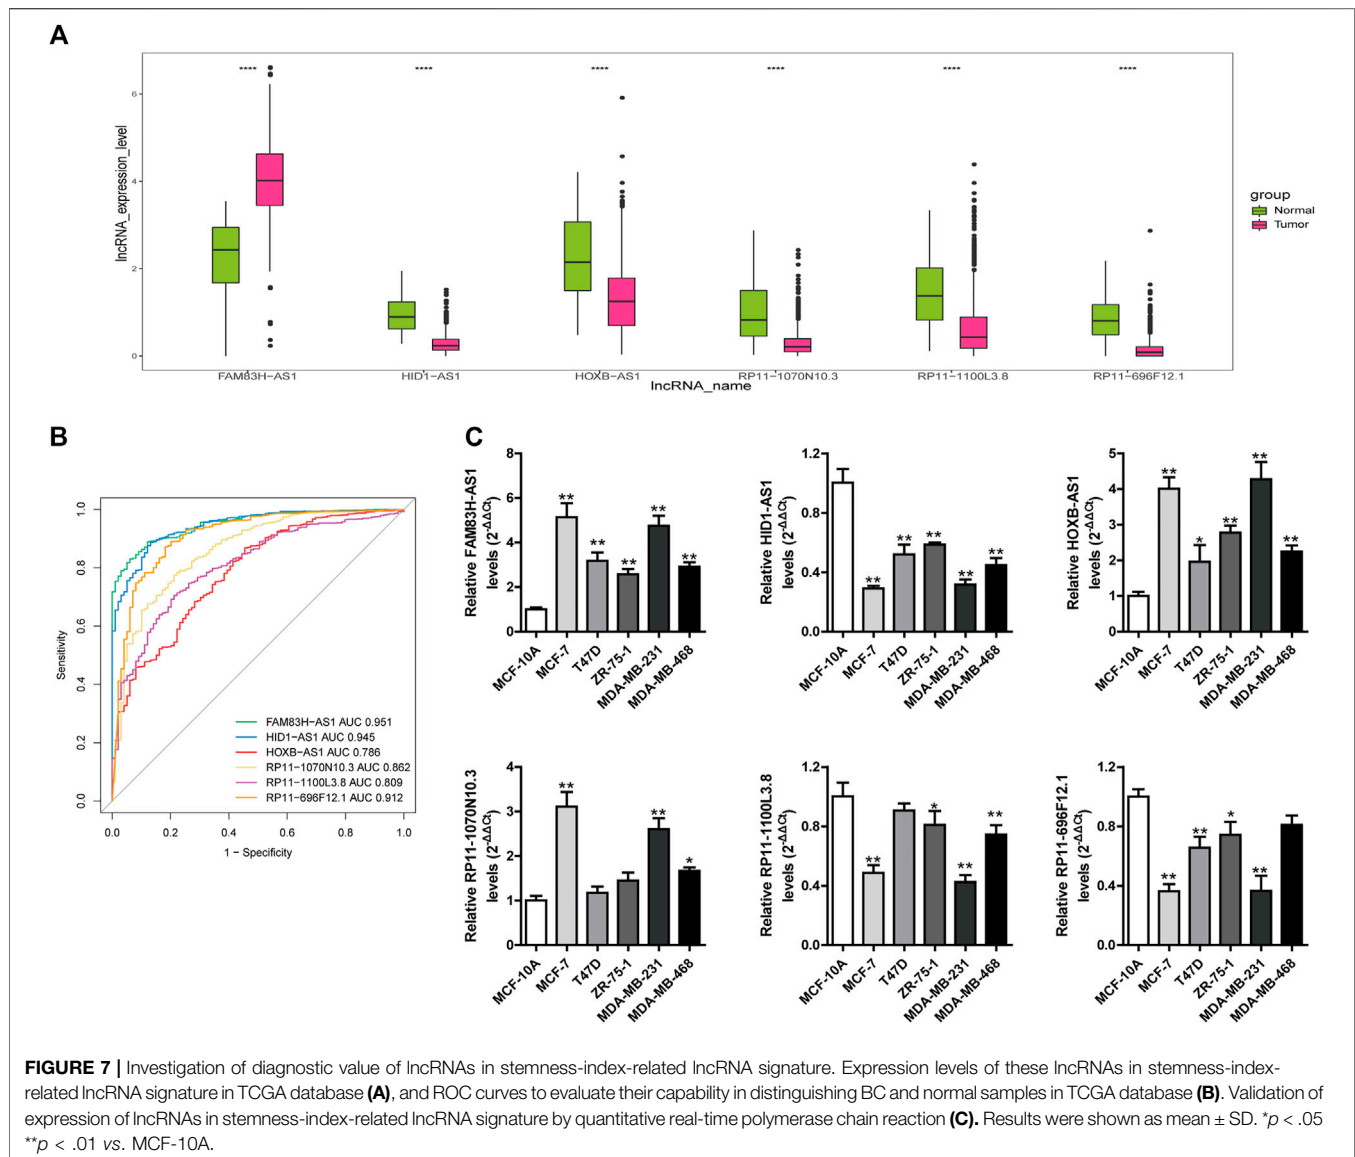 A
**** **** **** **** **** ****
6
4
2
0
lncRNA_expression_level
FAM83H−AS1 HID1−AS1 HOXB−AS1 RP11−1070N10.3 RP11−1100L3.8 RP11−696F12.1
lncRNA_name
group
Normal
Tumor
B
1.0
0.8
0.6
0.4
0.2
0.0
Sensitivity
FAM83H−AS1 AUC 0.951
HID1−AS1 AUC 0.945
HOXB−AS1 AUC 0.786
RP11−1070N10.3 AUC 0.862
RP11−1100L3.8 AUC 0.809
RP11−696F12.1 AUC 0.912
0.0 0.2 0.4 0.6 0.8 1.0
1 − Specificity
C
Relative FAM83H-AS1
levels (2-ΔΔCt)
8
6
4
2
0
** ** ** ** **
MCF-10A MCF-7 T47D ZR-75-1 MDA-MB-231 MDA-MB-468
Relative HID1-AS1
levels (2-ΔΔCt)
1.2
0.8
0.4
0.0
** ** ** ** **
MCF-10A MCF-7 T47D ZR-75-1 MDA-MB-231 MDA-MB-468
Relative HOXB-AS1
levels (2-ΔΔCt)
5
4
3
2
1
0
** * ** ** **
MCF-10A MCF-7 T47D ZR-75-1 MDA-MB-231 MDA-MB-468
Relative RP11-1070N10.3
levels (2-ΔΔCt)
4
3
2
1
0
** ** *
MCF-10A MCF-7 T47D ZR-75-1 MDA-MB-231 MDA-MB-468
Relative RP11-1100L3.8
levels (2-ΔΔCt)
1.2
0.8
0.4
0.0
** * ** **
MCF-10A MCF-7 T47D ZR-75-1 MDA-MB-231 MDA-MB-468
Relative RP11-696F12.1
levels (2-ΔΔCt)
1.2
0.8
0.4
0.0
** ** * **
MCF-10A MCF-7 T47D ZR-75-1 MDA-MB-231 MDA-MB-468
FIGURE 7 | Investigation of diagnostic value of lncRNAs in stemness-index-related lncRNA signature. Expression levels of these lncRNAs in stemness-index-
related lncRNA signature in TCGA database (A), and ROC curves to evaluate their capability in distinguishing BC and normal samples in TCGA database (B). Validation of
expression of lncRNAs in stemness-index-related lncRNA signature by quantitative real-time polymerase chain reaction (C). Results were shown as mean ± SD. *p < .05
**p < .01 vs. MCF-10A.